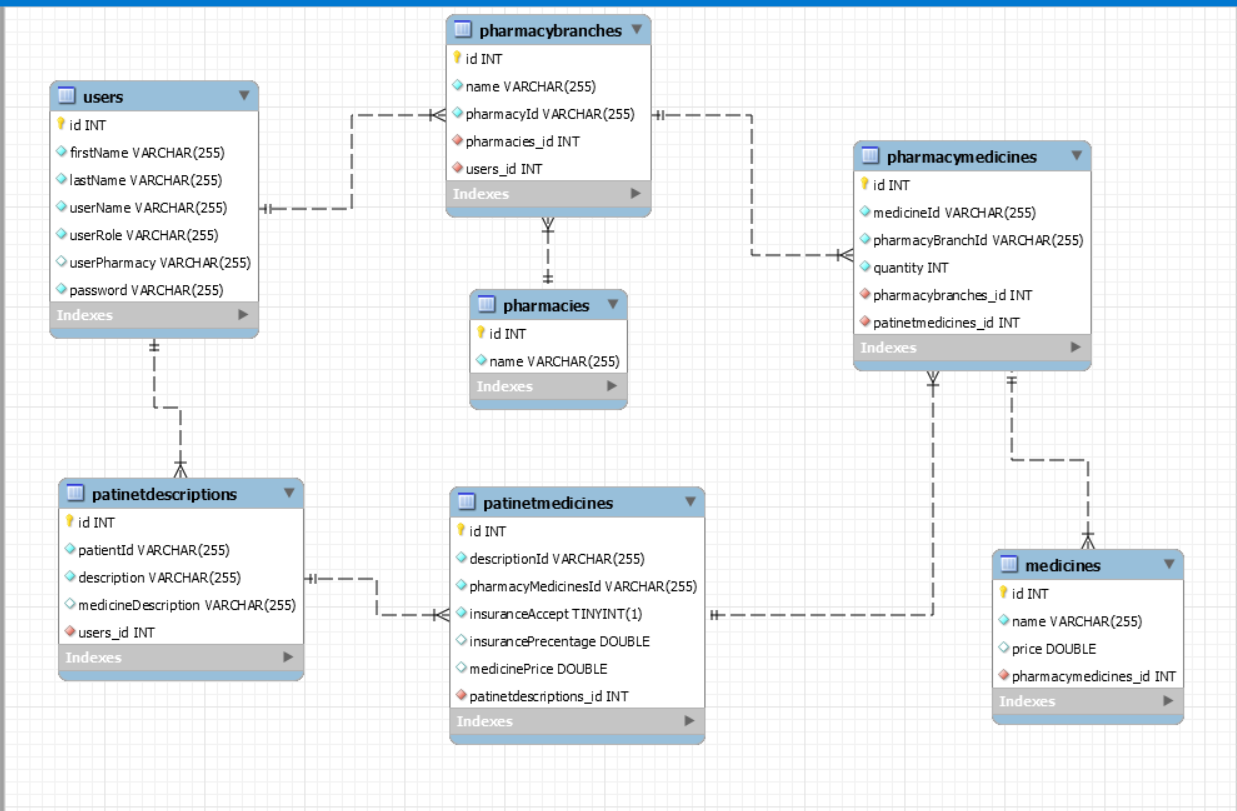 pharmacybranches
id INT
name VARCHAR(255)
pharmacyId VARCHAR(255)
pharmacies_id INT
users_id INT
Indexes
users
id INT
firstName VARCHAR(255)
lastName VARCHAR(255)
userName VARCHAR(255)
userRole VARCHAR(255)
userPharmacy VARCHAR(255)
password VARCHAR(255)
Indexes
pharmacymedicines
id INT
medicineId VARCHAR(255)
pharmacyBranchId VARCHAR(255)
quantity INT
pharmacybranches_id INT
patinetmedicines_id INT
Indexes
pharmacies
id INT
name VARCHAR(255)
Indexes
patinetdescriptions
id INT
patientId VARCHAR(255)
description VARCHAR(255)
medicineDescription VARCHAR(255)
users_id INT
Indexes
patinetmedicines
id INT
descriptionId VARCHAR(255)
pharmacyMedicinesId VARCHAR(255)
insuranceAccept TINYINT(1)
insurancePrecentage DOUBLE
medicinePrice DOUBLE
patinetdescriptions_id INT
Indexes
medicines
id INT
name VARCHAR(255)
price DOUBLE
pharmacymedicines_id INT
Indexes